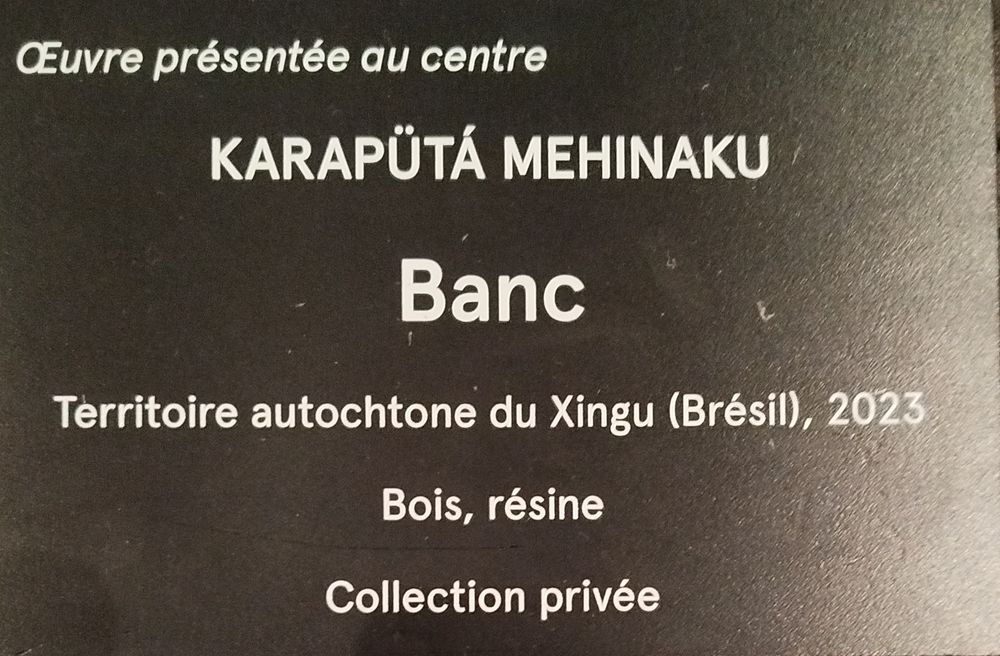 Œuvre présentée au centre
KARAPÜTÁ MEHINAKU
Banc
Territoire autochtone du Xingu (Brésil), 2023
Bois, résine
Collection privée